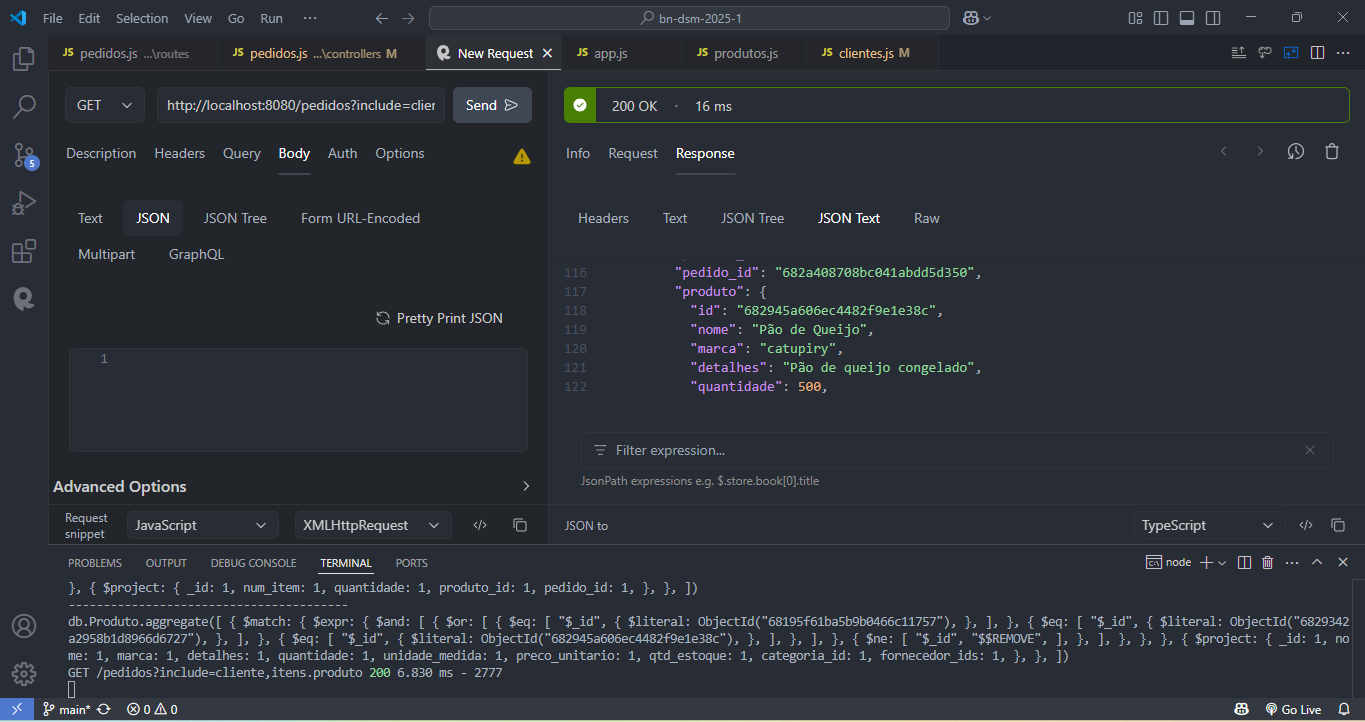 File Edit Selection View Go Run ··· bn-dsm-2025-1
JS pedidos.js ...\routes JS pedidos.js ...\controllers M New Request JS app.js JS produtos.js JS clientes.js M
GET http://localhost:8080/pedidos?include=clien Send 200 OK · 16 ms
Description Headers Query Body Auth Options Info Request Response
Text JSON JSON Tree Form URL-Encoded
Multipart GraphQL
Headers Text JSON Tree JSON Text Raw
Pretty Print JSON
1
116 "pedido_id": "682a408708bc041abdd5d350",
117 "produto": {
118 "id": "682945a606ec4482f9e1e38c",
119 "nome": "Pão de Queijo",
120 "marca": "catupiry",
121 "detalhes": "Pão de queijo congelado",
122 "quantidade": 500,
Filter expression...
JsonPath expressions e.g. $.store.book[0].title
Advanced Options
Request snippet JavaScript XMLHttpRequest JSON to TypeScript
5
PROBLEMS OUTPUT DEBUG CONSOLE TERMINAL PORTS node
}, { $project: { _id: 1, num_item: 1, quantidade: 1, produto_id: 1, pedido_id: 1, }, }, ])
----------------------------------------
db.Produto.aggregate([ { $match: { $expr: { $and: [ { $or: [ { $eq: [ "$_id", { $literal: ObjectId("68195f61ba5b9b0466c11757"), }, ], }, { $eq: [ "$_id", { $literal: ObjectId("6829342
a2958b1d8966d6727"), }, ], }, { $eq: [ "$_id", { $literal: ObjectId("682945a606ec4482f9e1e38c"), }, ], }, ], }, { $ne: [ "$_id", "$$REMOVE", ], }, ], }, }, }, { $project: { _id: 1, no
me: 1, marca: 1, detalhes: 1, quantidade: 1, unidade_medida: 1, preco_unitario: 1, qtd_estoque: 1, categoria_id: 1, fornecedor_ids: 1, }, }, ])
GET /pedidos?include=cliente,itens.produto 200 6.830 ms - 2777
main* 0 0 Go Live